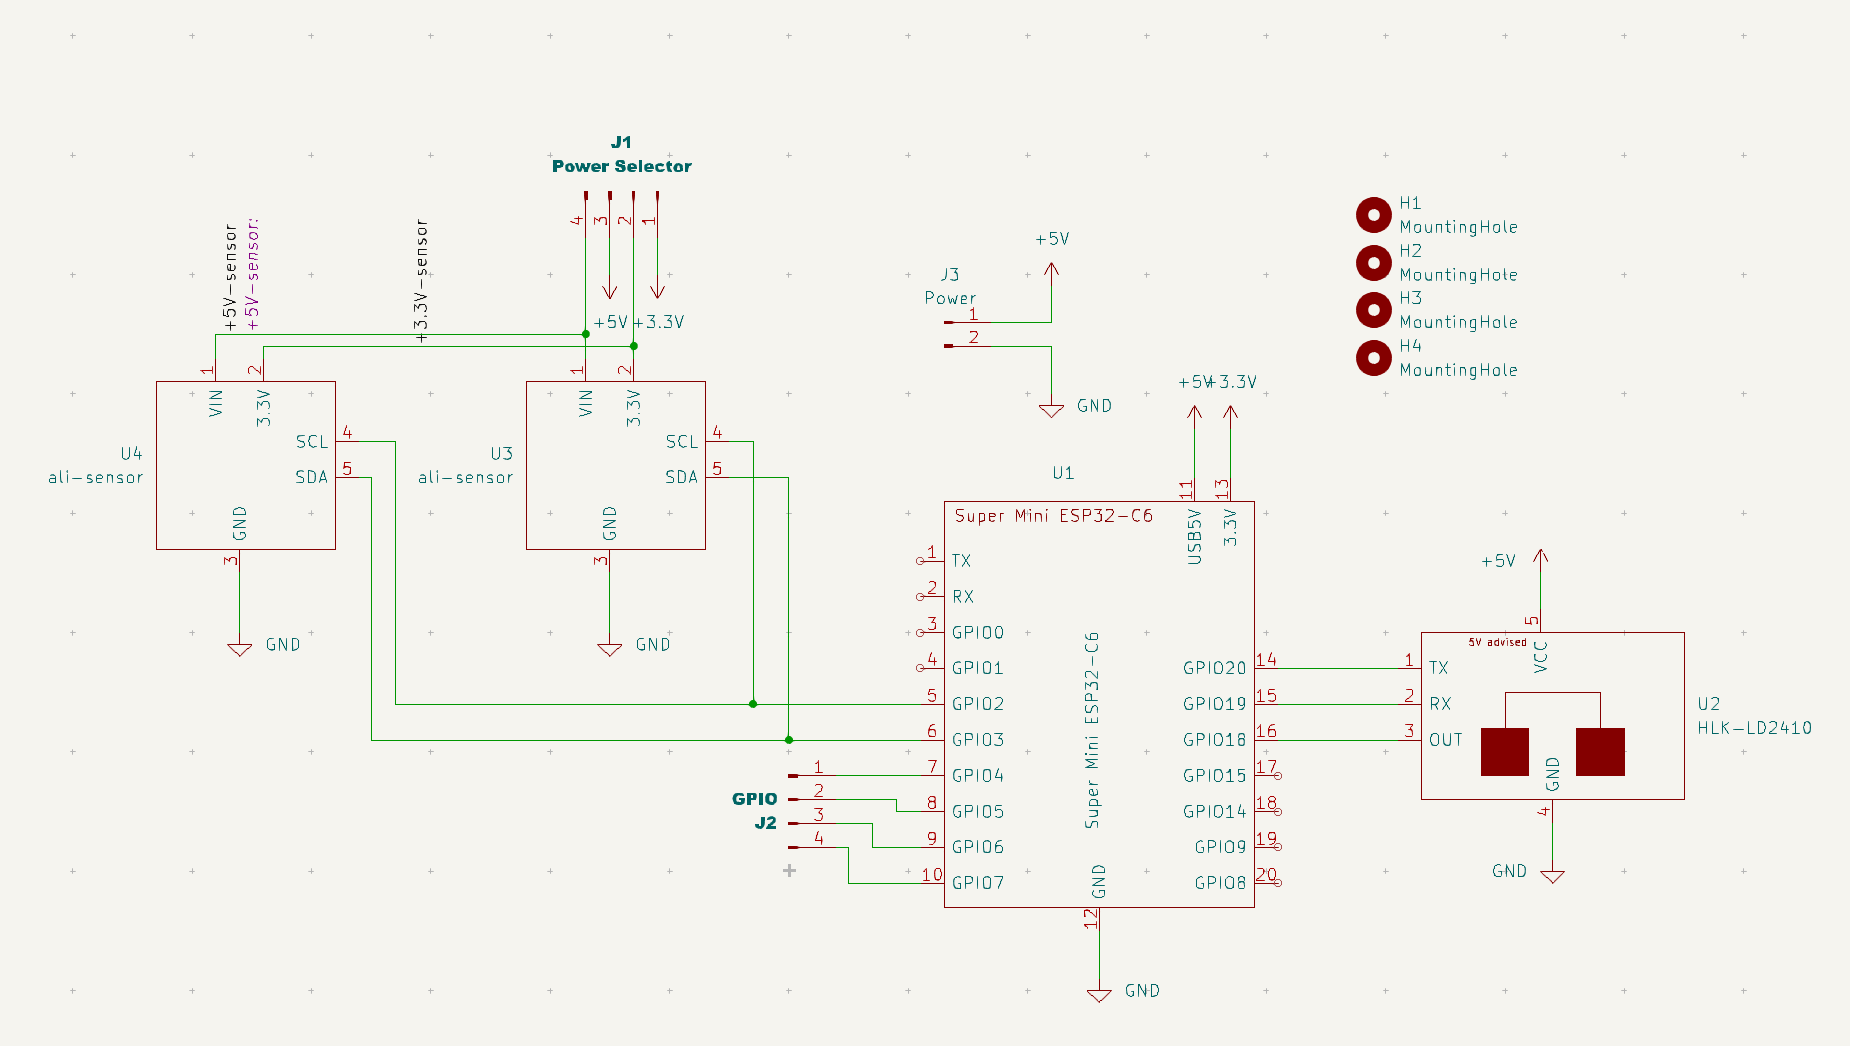 J1
Power Selector
4
3
2
1
+5V-sensor
+5V-sensor:
+3.3V-sensor
+5V
+3.3V
1
2
VIN
3.3V
SCL
4
SDA
5
GND
3
U4
ali-sensor
GND
1
2
VIN
3.3V
SCL
4
SDA
5
GND
3
U3
ali-sensor
GND
J3
Power
1
2
+5V
GND
H1
MountingHole
H2
MountingHole
H3
MountingHole
H4
MountingHole
+5V
+3.3V
U1
11
13
Super Mini ESP32-C6
USB5V
3.3V
1
TX
2
RX
3
GPIO0
4
GPIO1
5
GPIO2
6
GPIO3
7
GPIO4
8
GPIO5
9
GPIO6
10
GPIO7
Super Mini ESP32-C6
GPIO20
14
GPIO19
15
GPIO18
16
GPIO15
17
GPIO14
18
GPIO9
19
GPIO8
20
GND
12
GND
1
2
GPIO
3
J2
4
+5V
5
5V advised
VCC
1
TX
2
RX
3
OUT
GND
4
U2
HLK-LD2410
GND